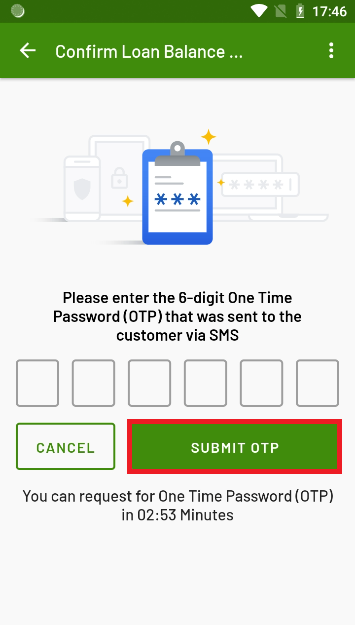 17:46
Confirm Loan Balance ...
***
****|
Please enter the 6-digit One Time
Password (OTP) that was sent to the
customer via SMS
CANCEL
SUBMIT OTP
You can request for One Time Password (OTP)
in 02:53 Minutes